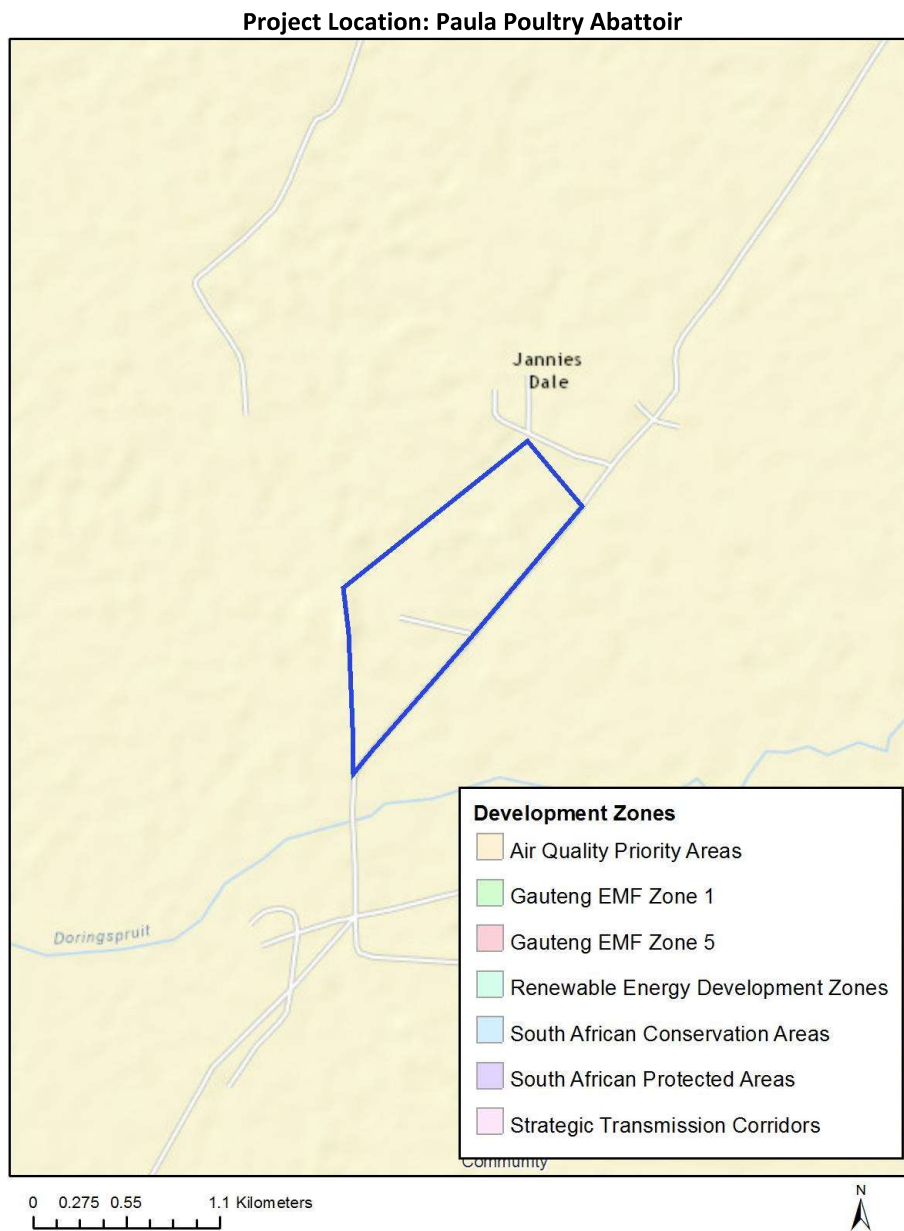 Project Location: Paula Poultry Abattoir
Jannies
Dale
Doringspruit
Development Zones
Air Quality Priority Areas
Gauteng EMF Zone 1
Gauteng EMF Zone 5
Renewable Energy Development Zones
South African Conservation Areas
South African Protected Areas
Strategic Transmission Corridors
Community
0 0.275 0.55 1.1 Kilometers
N